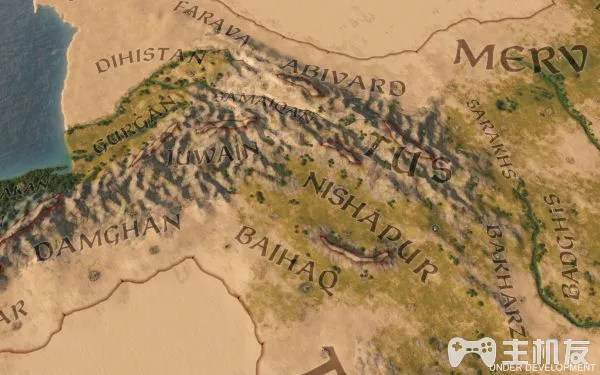 FARAVA
DIHISTAN
ABIVARD
MERV
SAMALQAN
SARAKHS
GURGAN
TUS
JUWAIN
NISHAPUR
BADGHIS
DAMGHAN
BAIHAQ
BAKHARZ
AR
主机友
UNDER DEVELOPMENT